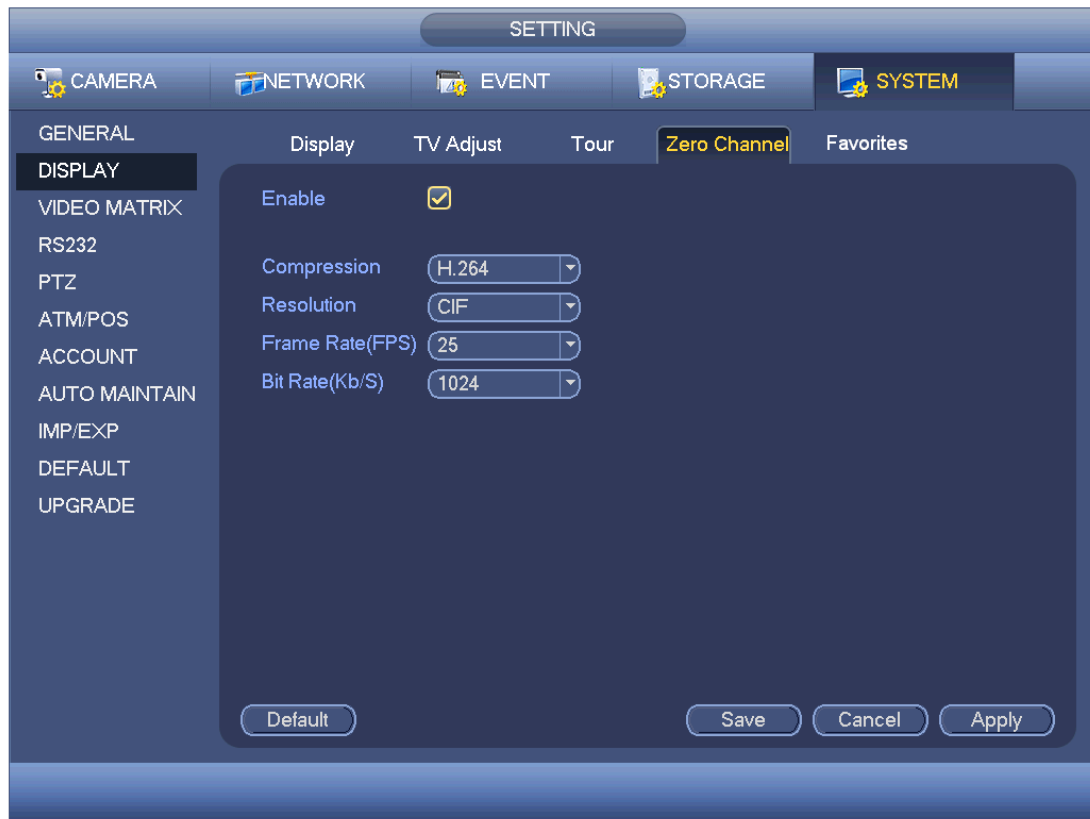 SETTING
CAMERA NETWORK EVENT STORAGE SYSTEM
GENERAL
DISPLAY
VIDEO MATRIX
RS232
PTZ
ATM/POS
ACCOUNT
AUTO MAINTAIN
IMP/EXP
DEFAULT
UPGRADE
Display TV Adjust Tour Zero Channel Favorites
Enable
Compression H.264
Resolution CIF
Frame Rate(FPS) 25
Bit Rate(Kb/S) 1024
Default Save Cancel Apply